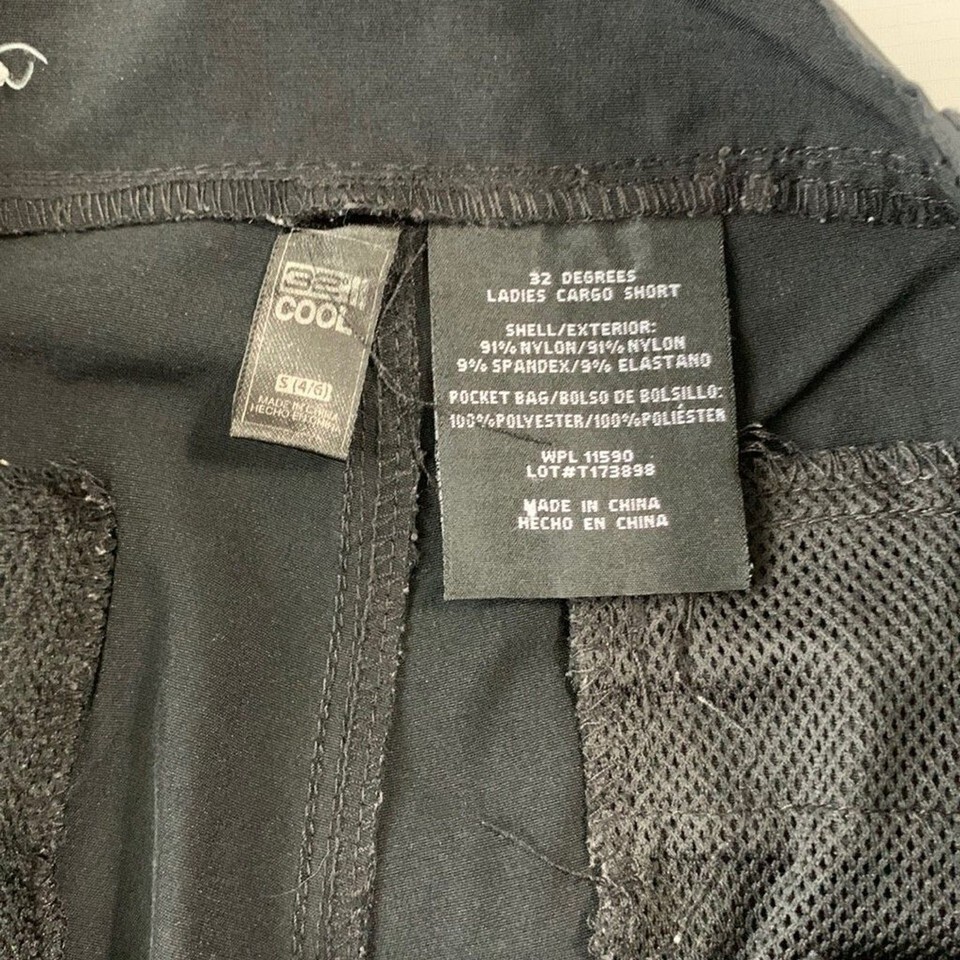 32
COOL
S (4/6)
MADE IN CHINA
HECHO EN CHINA
32 DEGREES
LADIES CARGO SHORT
SHELL/EXTERIOR:
91% NYLON/91% NYLON
9% SPANDEX/9% ELASTANO
POCKET BAG/BOLSO DE BOLSILLO:
100%POLYESTER/100%POLIÉSTER
WPL 11590
LOT#T173898
MADE IN CHINA
HECHO EN CHINA